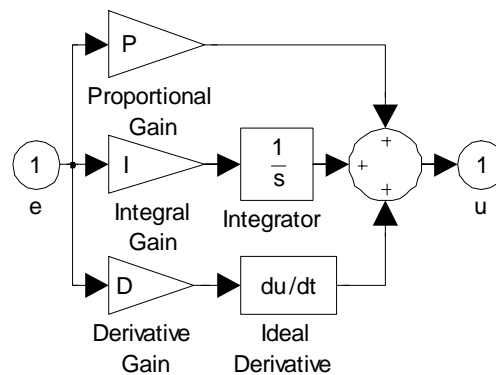 P
Proportional
Gain
+
1
e
I
Integral
Gain
1
s
Integrator
+
+
1
u
D
Derivative
Gain
du/dt
Ideal
Derivative